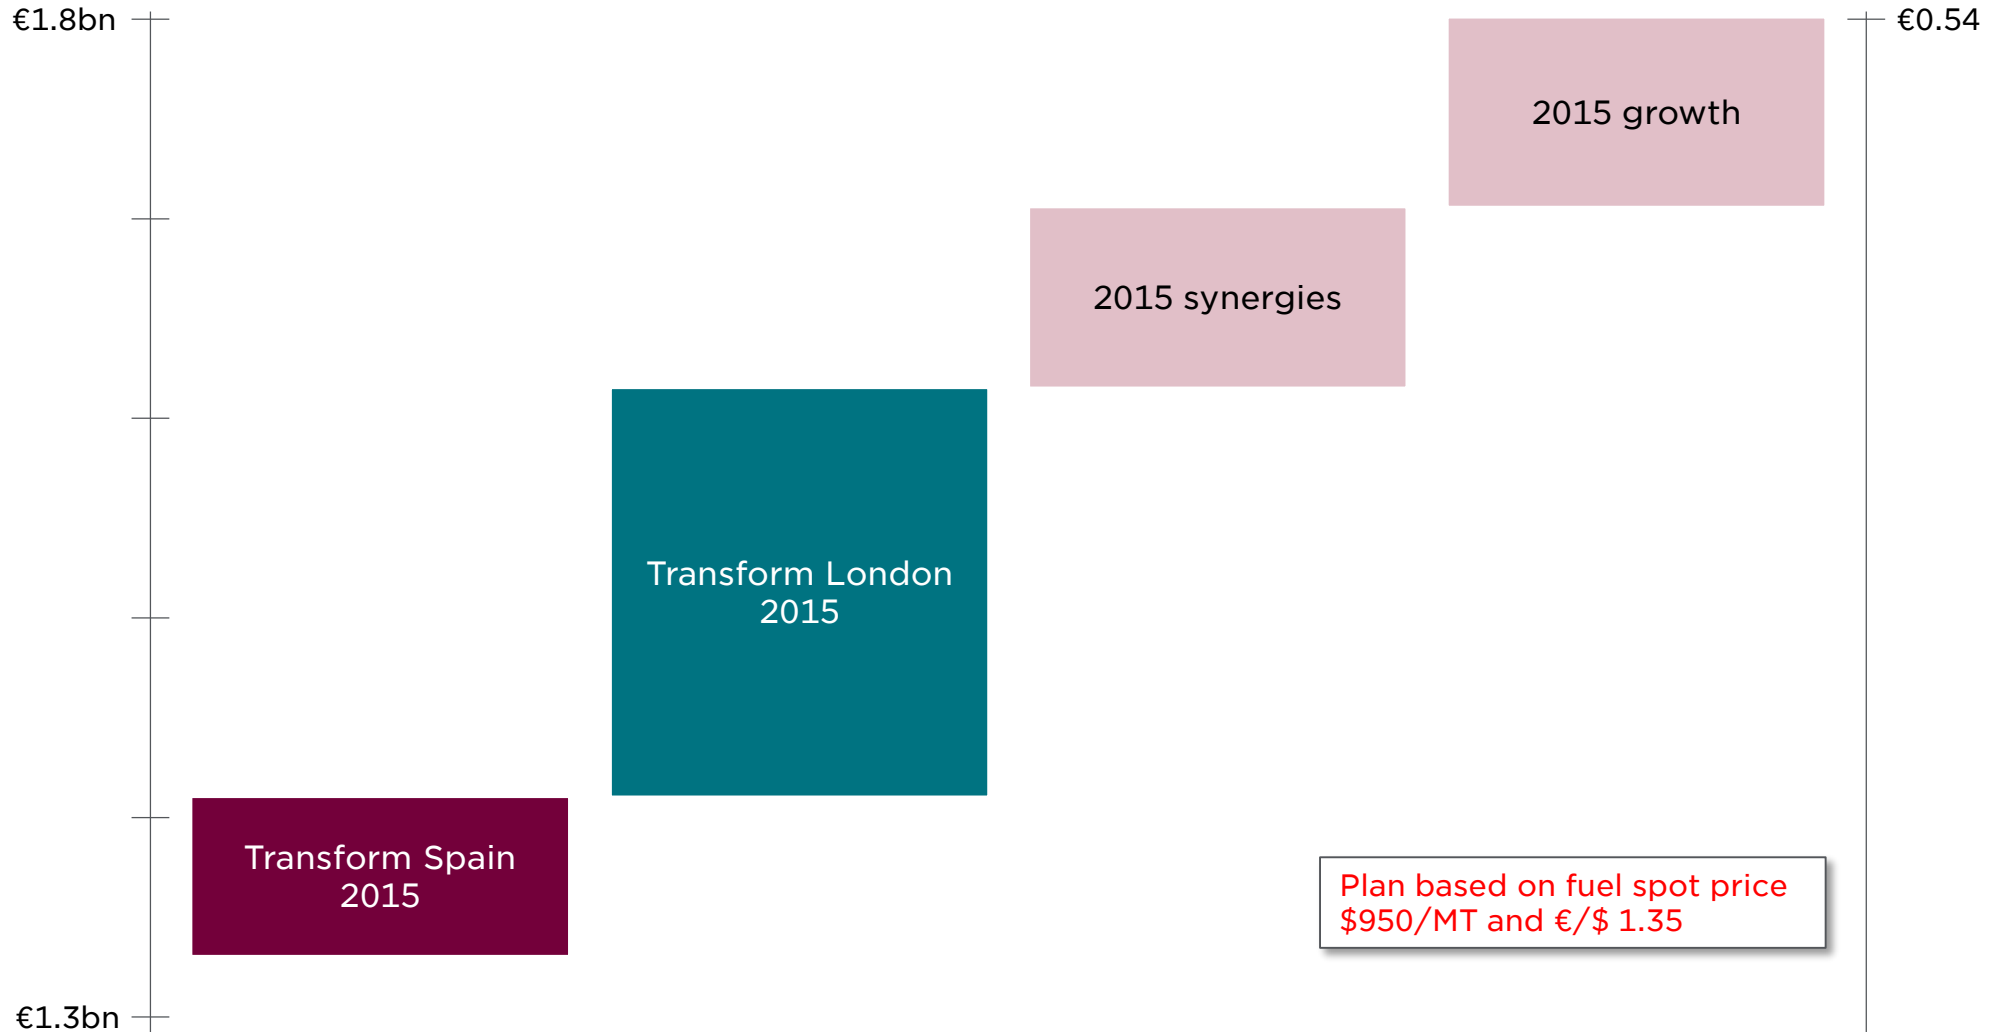 €1.8bn
€0.54
2015 growth
2015 synergies
Transform London
2015
Transform Spain
2015
Plan based on fuel spot price
$950/MT and €/$ 1.35
€1.3bn